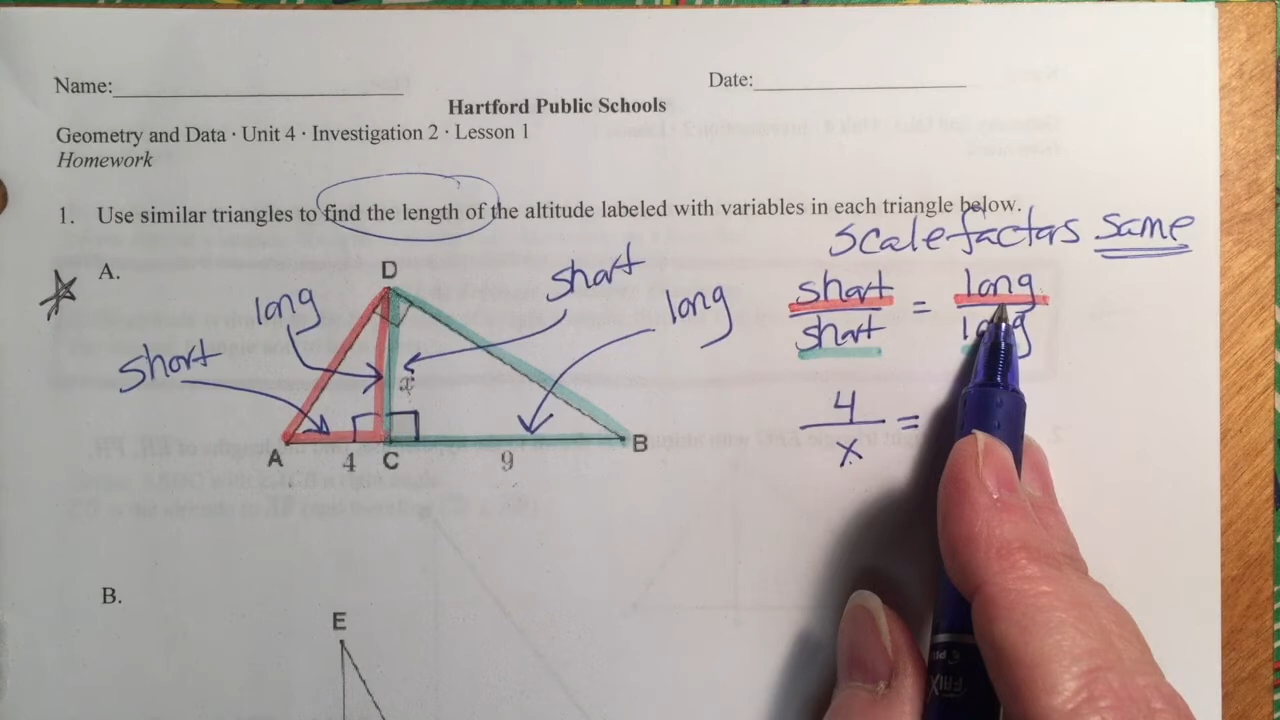 Name:
Date:
Hartford Public Schools
Geometry and Data · Unit 4 · Investigation 2 · Lesson 1
Homework
1. Use similar triangles to find the length of the altitude labeled with variables in each triangle below.
scale factors same
A.
D
long
short
long
short
short
short
=
long
long
x
4
x
=
A
4
C
9
B
B.
E